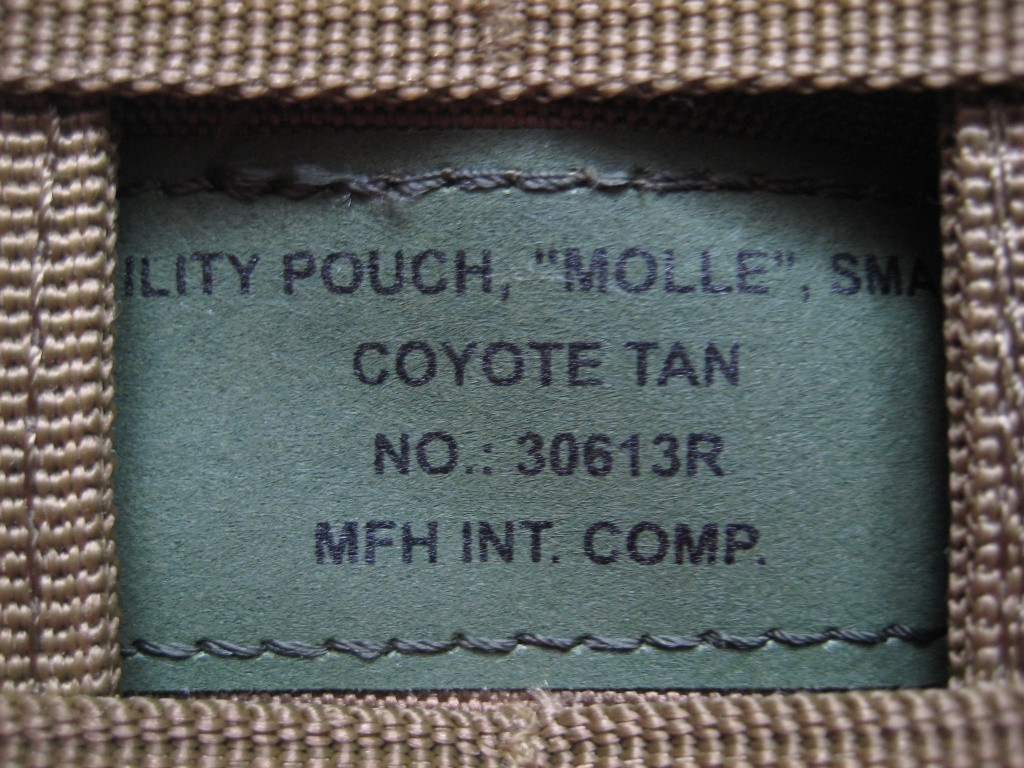 ILITY POUCH, "MOLLE", SMA
COYOTE TAN
NO.: 30613R
MFH INT. COMP.